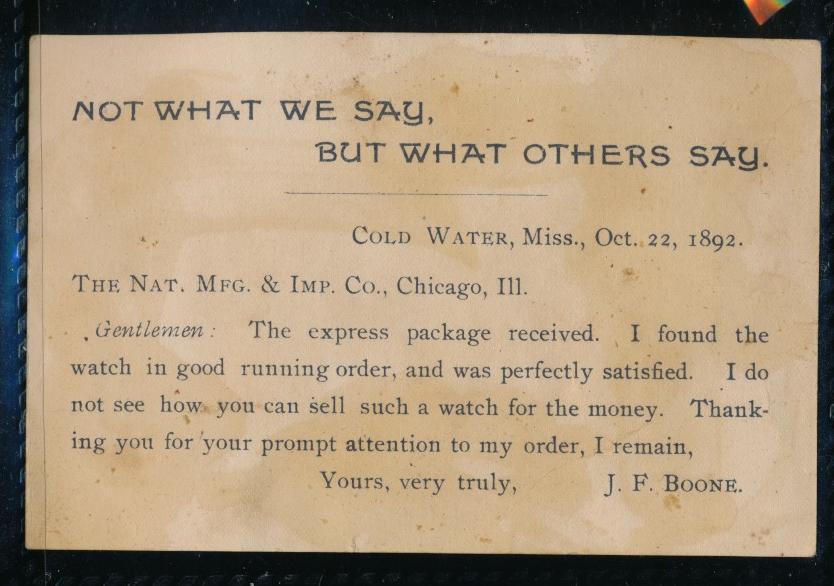 NOT WHAT WE SAY,
BUT WHAT OTHERS SAY.
COLD WATER, Miss., Oct. 22, 1892.
THE NAT. MFG. & IMP. CO., Chicago, Ill.
Gentlemen: The express package received. I found the
watch in good running order, and was perfectly satisfied. I do
not see how you can sell such a watch for the money. Thank-
ing you for your prompt attention to my order, I remain,
Yours, very truly, J. F. BOONE.